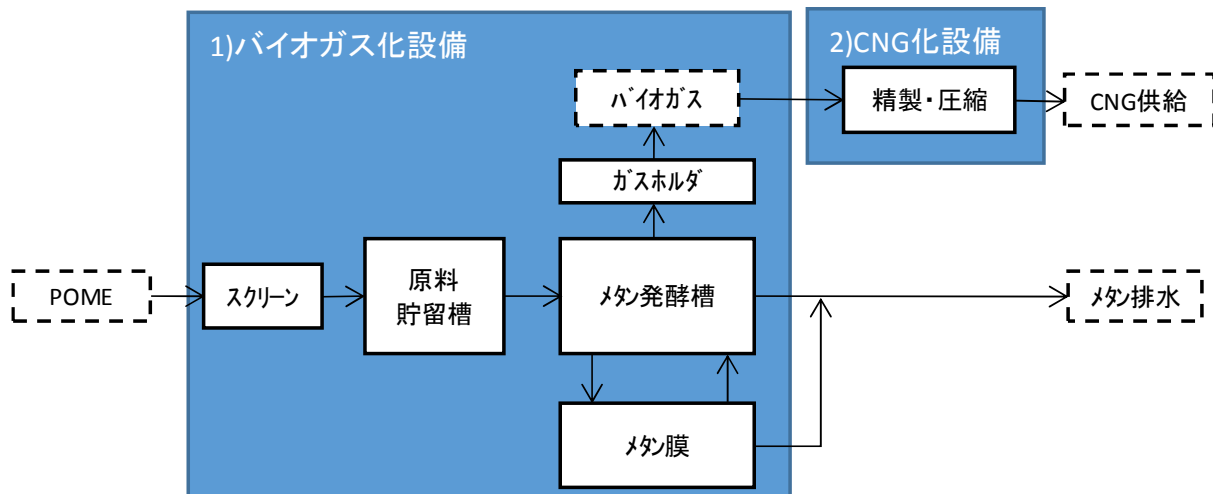 1)バイオガス化設備
2)CNG化設備
ﾊﾞｲｵｶﾞｽ
精製・圧縮
CNG供給
ｶﾞｽﾎﾙﾀﾞ
POME
ｽｸﾘｰﾝ
原料
貯留槽
ﾒﾀﾝ発酵槽
ﾒﾀﾝ排水
ﾒﾀﾝ膜